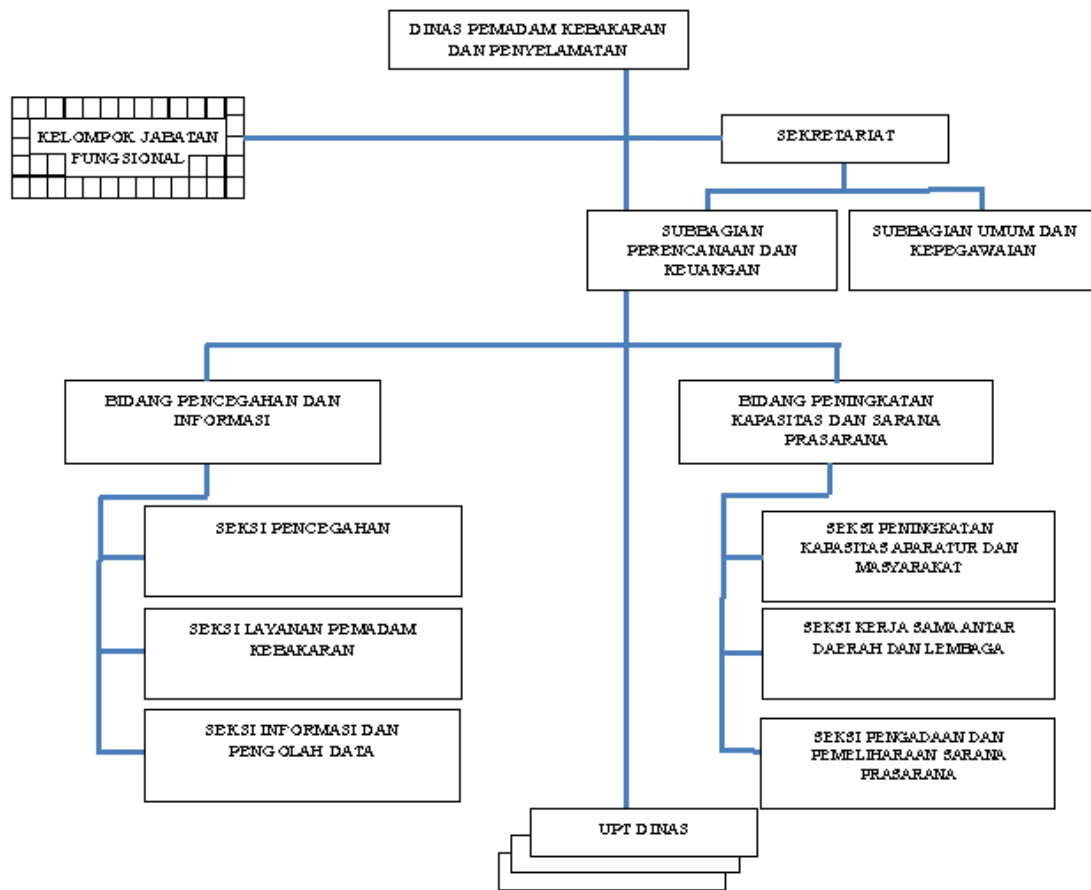 DINAS PEMADAM KEBAKARAN
DAN PENYELAMATAN
KELOMPOK JABATAN
FUNGSIONAL
SEKRETARIAT
SUBBAGIAN
PERENCANAAN DAN
KEUANGAN
SUBBAGIAN UMUM DAN
KEPEGAWAIAN
BIDANG PENCEGAHAN DAN
INFORMASI
BIDANG PENINGKATAN
KAPASITAS DAN SARANA
PRASARANA
SEKSI PENCEGAHAN
SEKSI LAYANAN PEMADAM
KEBAKARAN
SEKSI INFORMASI DAN
PENGOLAH DATA
SEKSI PENINGKATAN
KAPASITAS APARATUR DAN
MASYARAKAT
SEKSI KERJA SAMA ANTAR
DAERAH DAN LEMBAGA
SEKSI PENGADAAN DAN
PEMELIHARAAN SARANA
PRASARANA
UPT DINAS